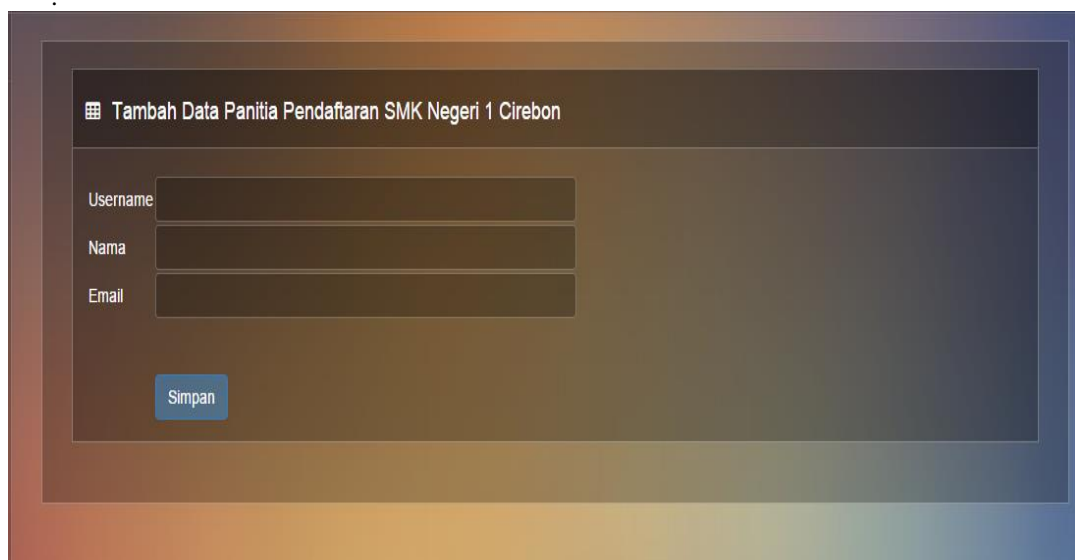 Tambah Data Panitia Pendaftaran SMK Negeri 1 Cirebon
Username
Nama
Email
Simpan